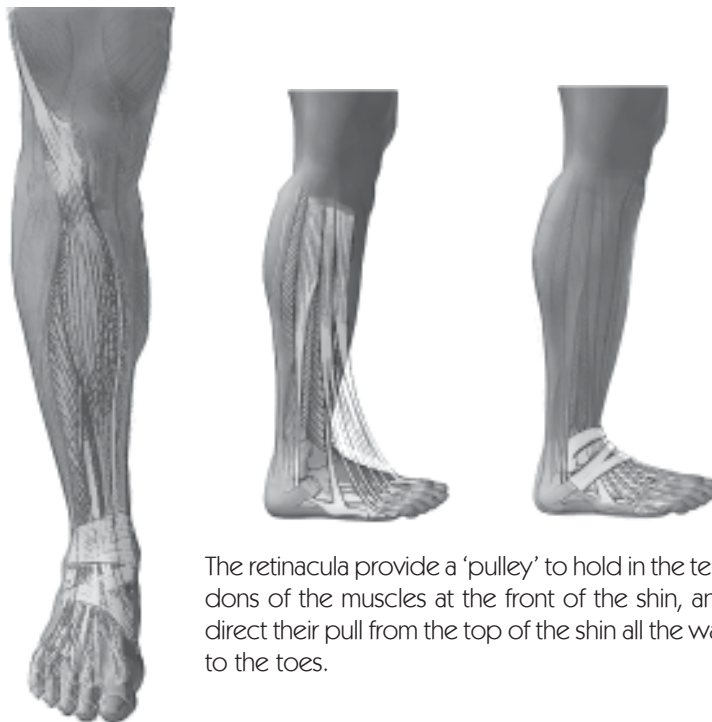 The retinacula provide a ‘pulley’ to hold in the te
dons of the muscles at the front of the shin, an
direct their pull from the top of the shin all the wa
to the toes.